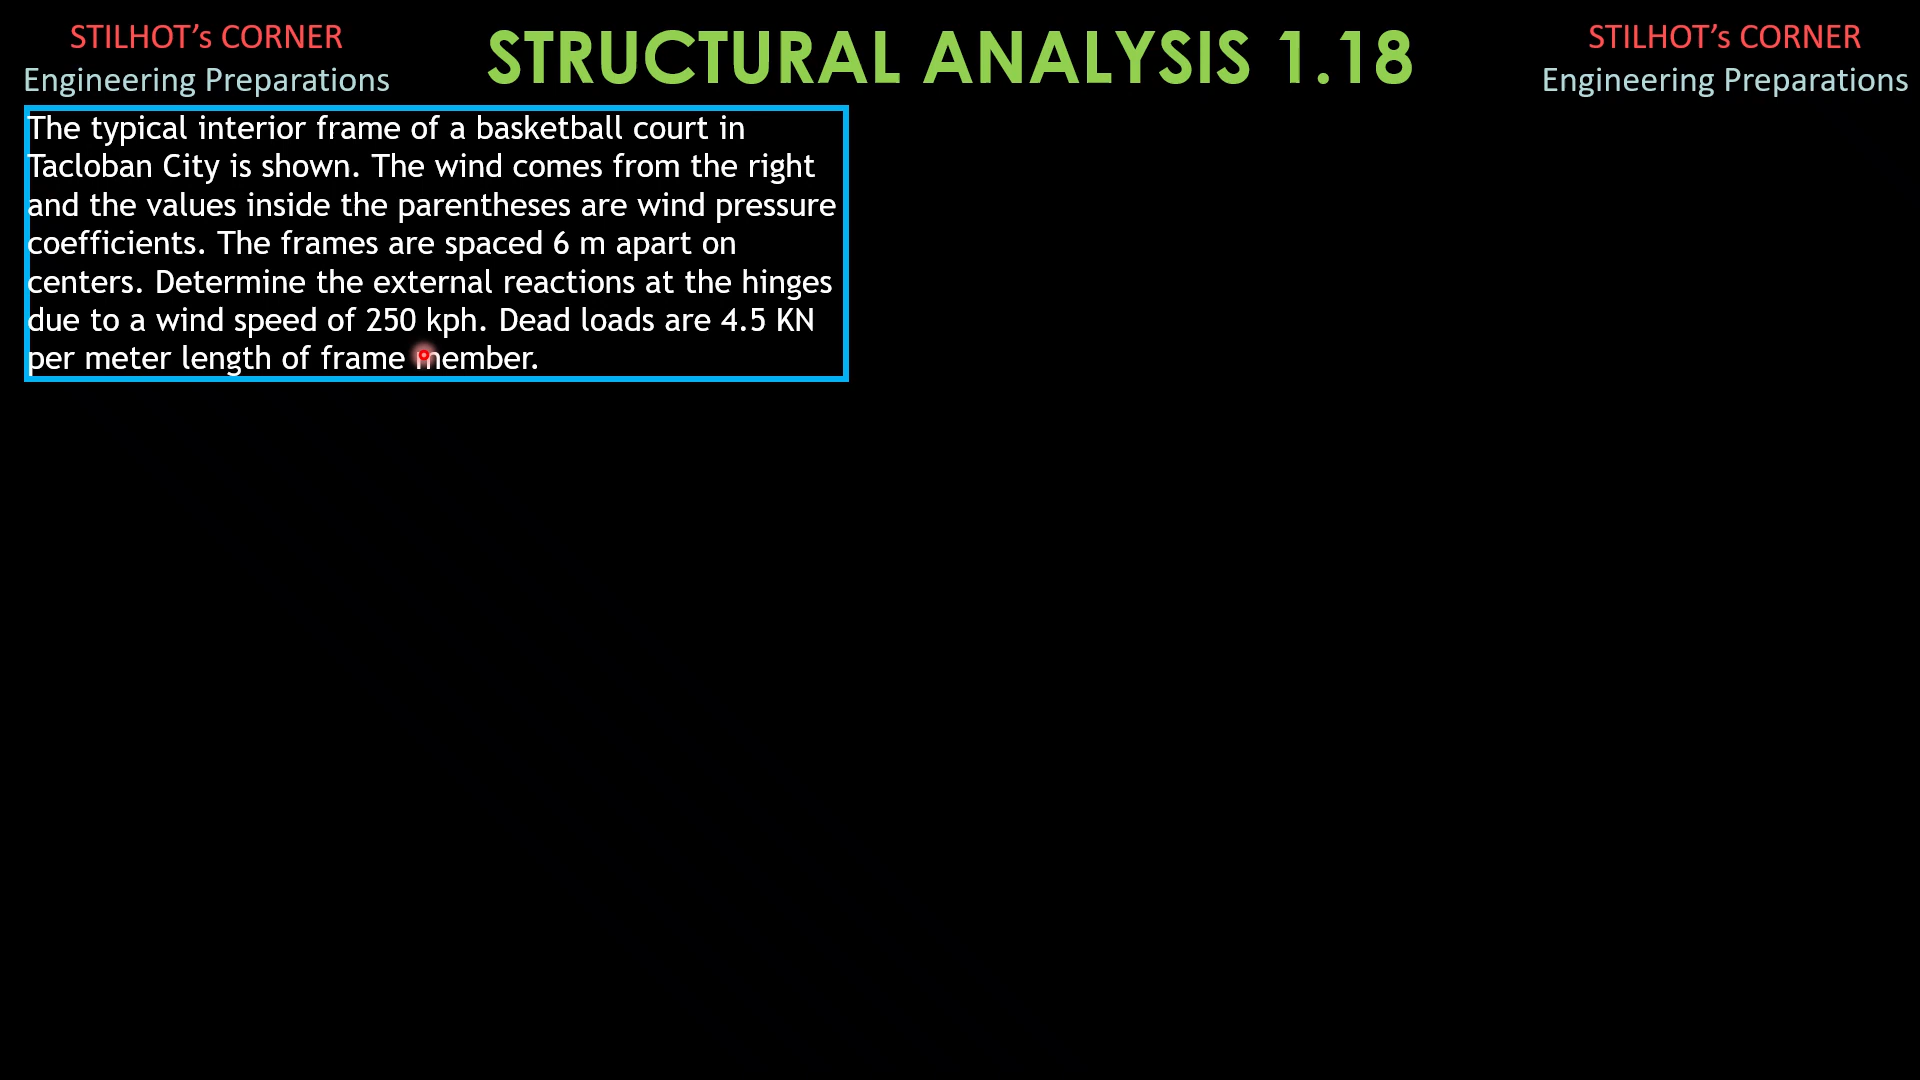 STILHOT's CORNER
Engineering Preparations
STRUCTURAL ANALYSIS 1.18
STILHOT's CORNER
Engineering Preparations
The typical interior frame of a basketball court in
Tacloban City is shown. The wind comes from the right
and the values inside the parentheses are wind pressure
coefficients. The frames are spaced 6 m apart on
centers. Determine the external reactions at the hinges
due to a wind speed of 250 kph. Dead loads are 4.5 KN
per meter length of frame member.